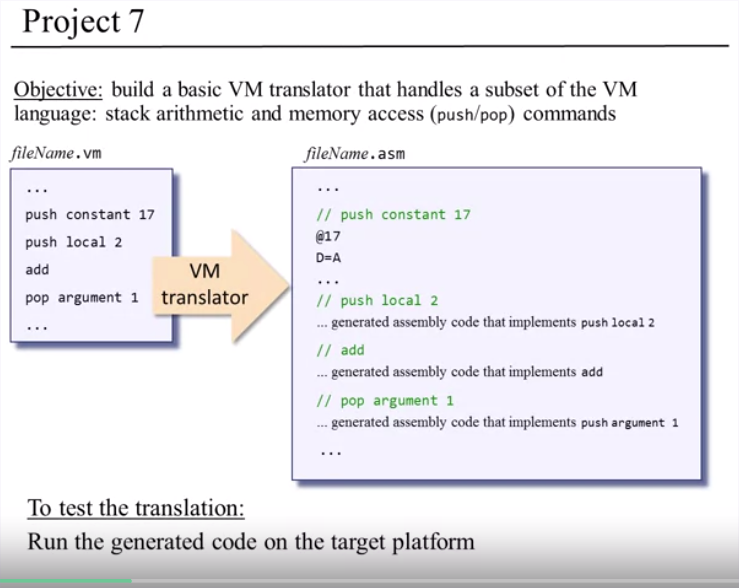 Project 7
Objective: build a basic VM translator that handles a subset of the VM
language: stack arithmetic and memory access (push/pop) commands
fileName.vm
...
push constant 17
push local 2
add
pop argument 1
...
VM
translator
fileName.asm
...
// push constant 17
@17
D=A
...
// push local 2
... generated assembly code that implements push local 2
// add
... generated assembly code that implements add
// pop argument 1
... generated assembly code that implements push argument 1
...
To test the translation:
Run the generated code on the target platform